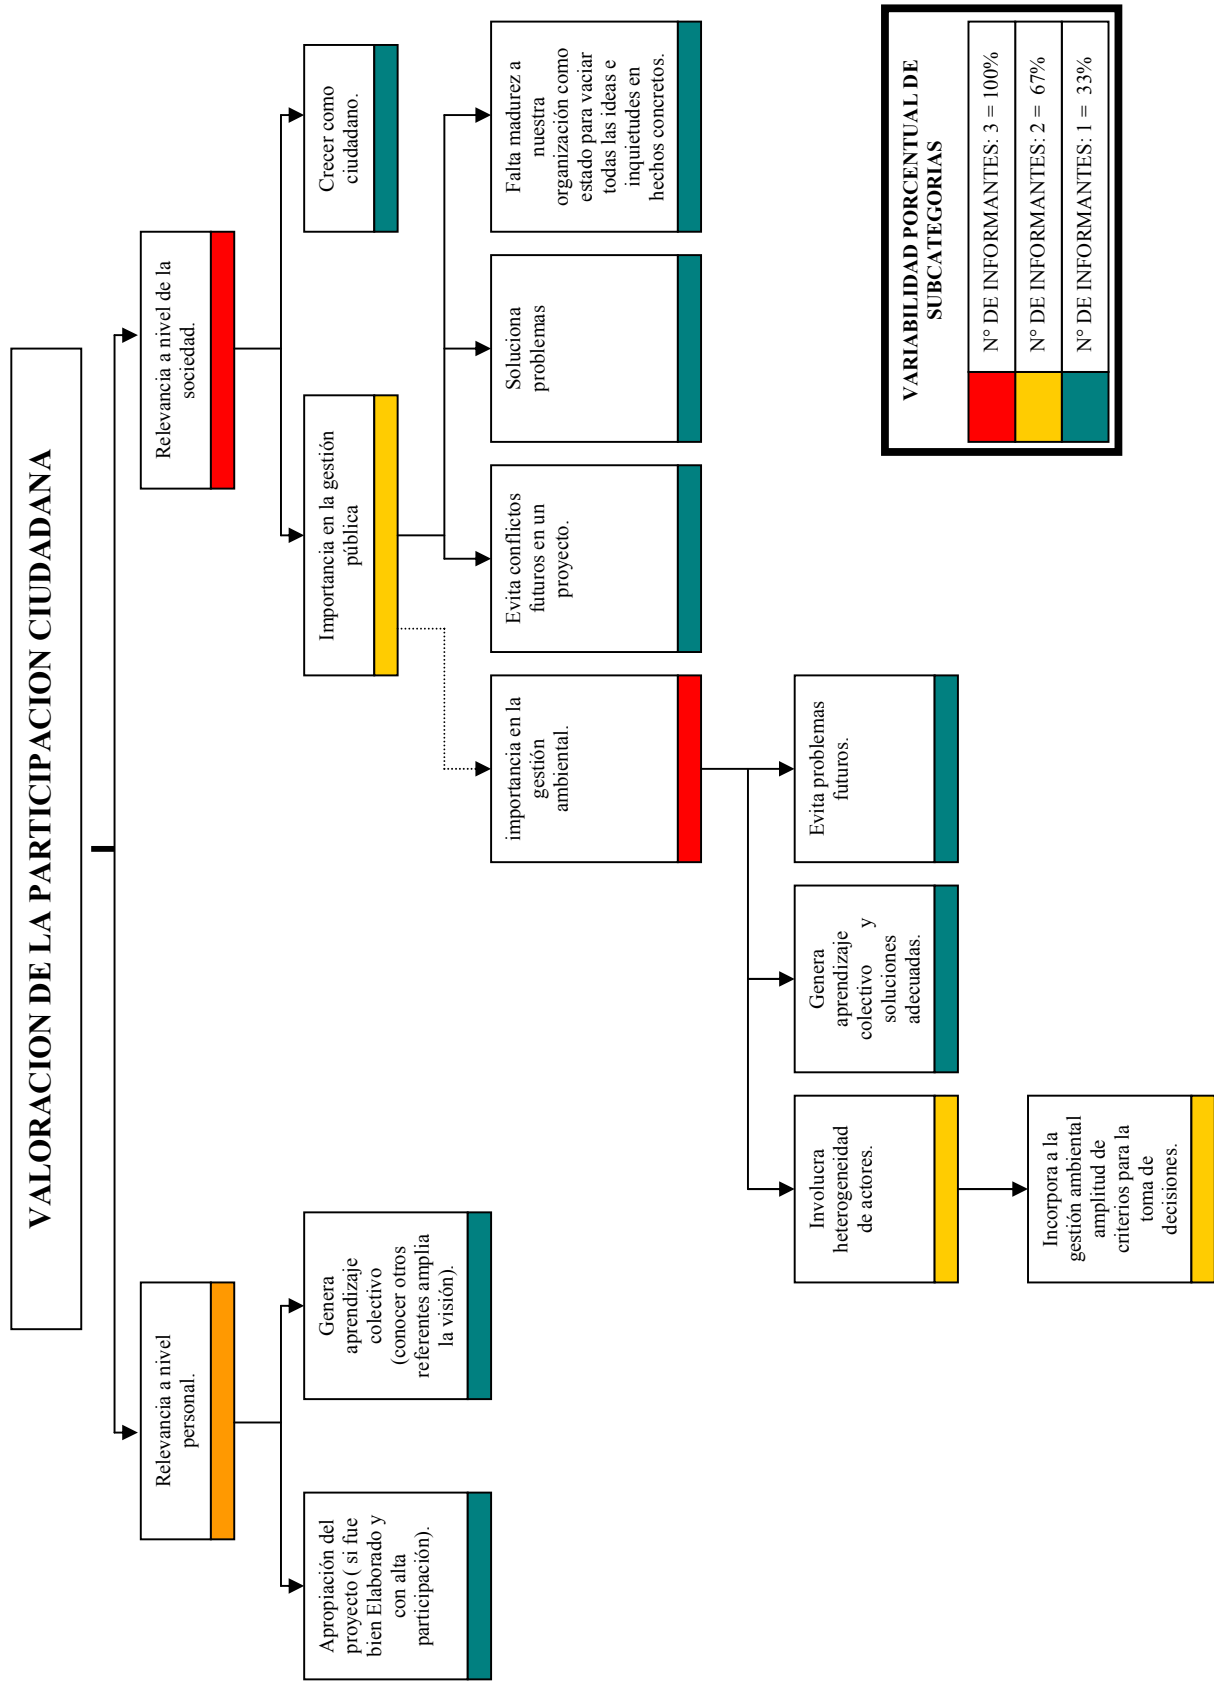 VALORACION DE LA PARTICIPACION CIUDADANA
Relevancia a nivel
personal.
Relevancia a nivel de la
sociedad.
Apropiación del
proyecto ( si fue
bien Elaborado y
con alta
participación).
Genera
aprendizaje
colectivo
(conocer otros
referentes amplia
la visión).
Importancia en la gestión
pública
Crecer como
ciudadano.
importancia en la
gestión
ambiental.
Evita conflictos
futuros en un
proyecto.
Soluciona
problemas
Falta madurez a
nuestra
organización como
estado para vaciar
todas las ideas e
inquietudes en
hechos concretos.
Involucra
heterogeneidad
de actores.
Genera
aprendizaje
colectivo y
soluciones
adecuadas.
Evita problemas
futuros.
Incorpora a la
gestión ambiental
amplitud de
criterios para la
toma de
decisiones.
VARIABILIDAD PORCENTUAL DE
SUBCATEGORIAS
N° DE INFORMANTES: 3 = 100%
N° DE INFORMANTES: 2 = 67%
N° DE INFORMANTES: 1 = 33%